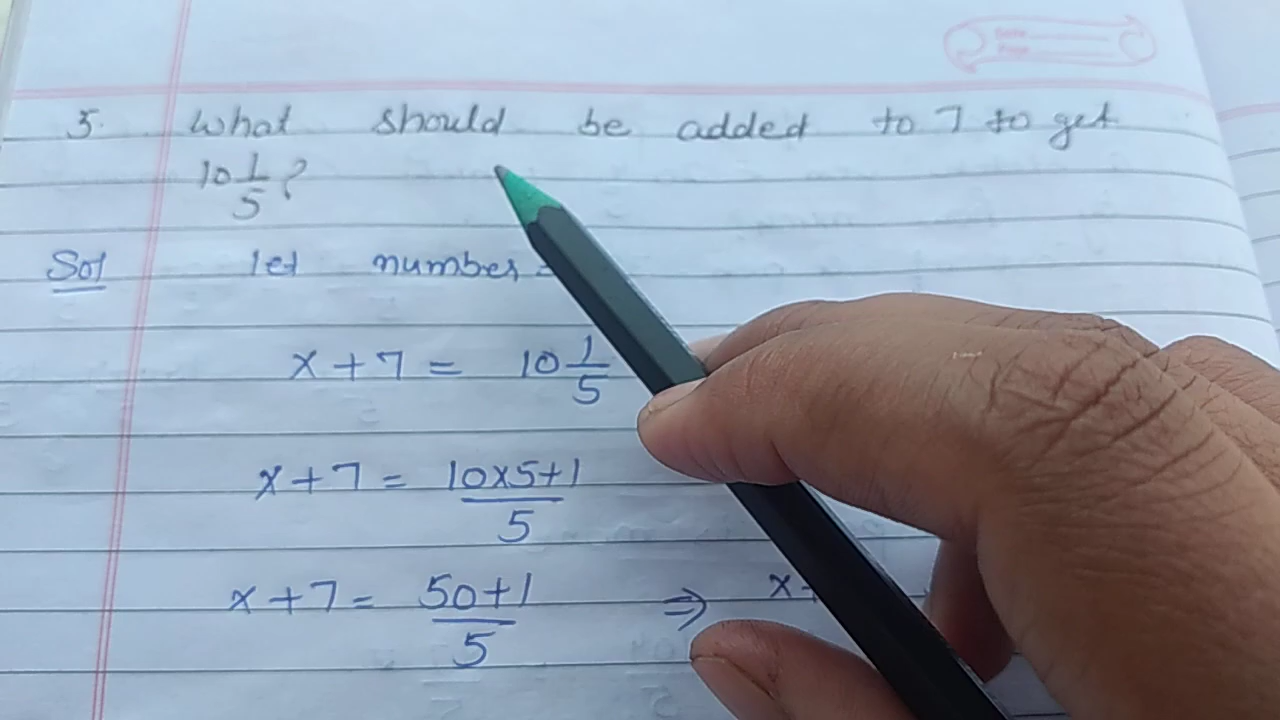 5. What should be added to 7 to get
10 1/5 ?
Sol let number =
x + 7 = 10 1/5
x + 7 = 10x5+1/5
x + 7 = 50+1/5 ⇒ x+